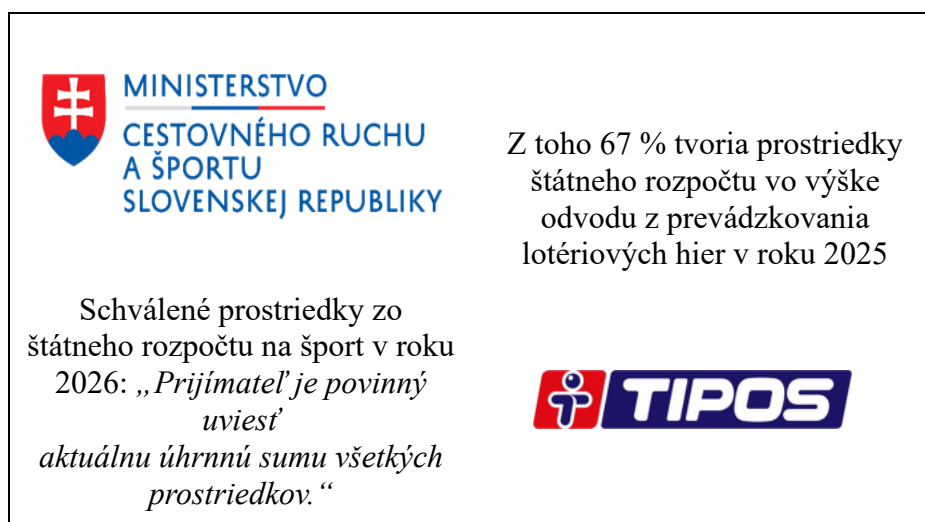 MINISTERSTVO
CESTOVNÉHO RUCHU
A ŠPORTU
SLOVENSKEJ REPUBLIKY
Schválené prostriedky zo
štátneho rozpočtu na šport v roku
2026: „Prijímateľ je povinný
uviesť
aktuálnu úhrnnú sumu všetkých
prostriedkov.“
Z toho 67 % tvoria prostriedky
štátneho rozpočtu vo výške
odvodu z prevádzkovania
lotériových hier v roku 2025
TIPOS